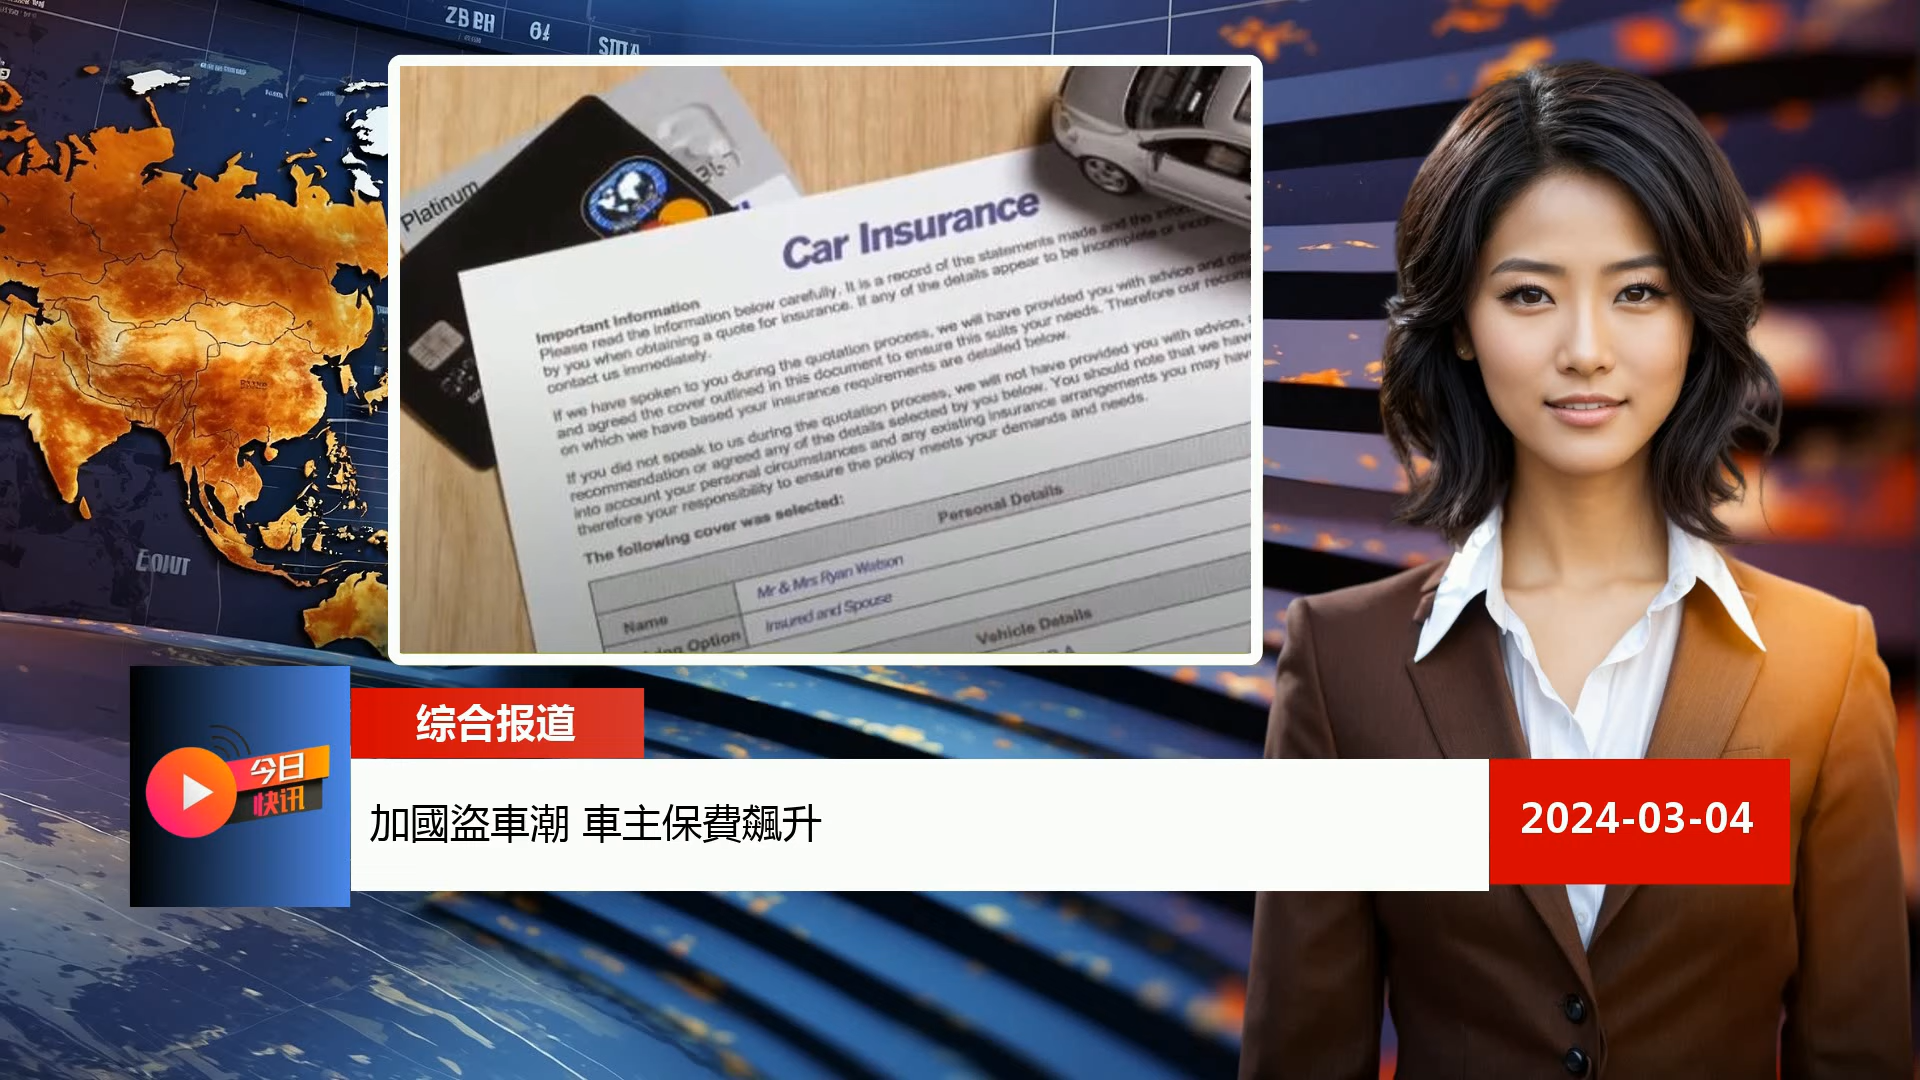 ZBPH
64
Platinum
Car Insurance
Important Information
Please read the information below carefully. It is a record of the statements made and the
by you when obtaining a quote for insurance. If any of the details appear to be incomplete or
contact us immediately.
If we have spoken to you during the quotation process, we will have provided you with advice and
and agreed the cover outlined in this document to ensure this suits your needs. Therefore our
on which we have based your insurance requirements are detailed below.
If you did not speak to us during the quotation process, we will not have provided you with advice,
recommendation or agreed any of the details selected by you below. You should note that we have
into account your personal circumstances and any existing insurance arrangements you may have
therefore your responsibility to ensure the policy meets your demands and needs.
The following cover was selected:
Personal Details
Name
Mr & Mrs Ryan Watson
Option
Insured and Spouse
Vehicle Details
综合报道
今日
快讯
加國盜車潮 車主保費飆升
2024-03-04